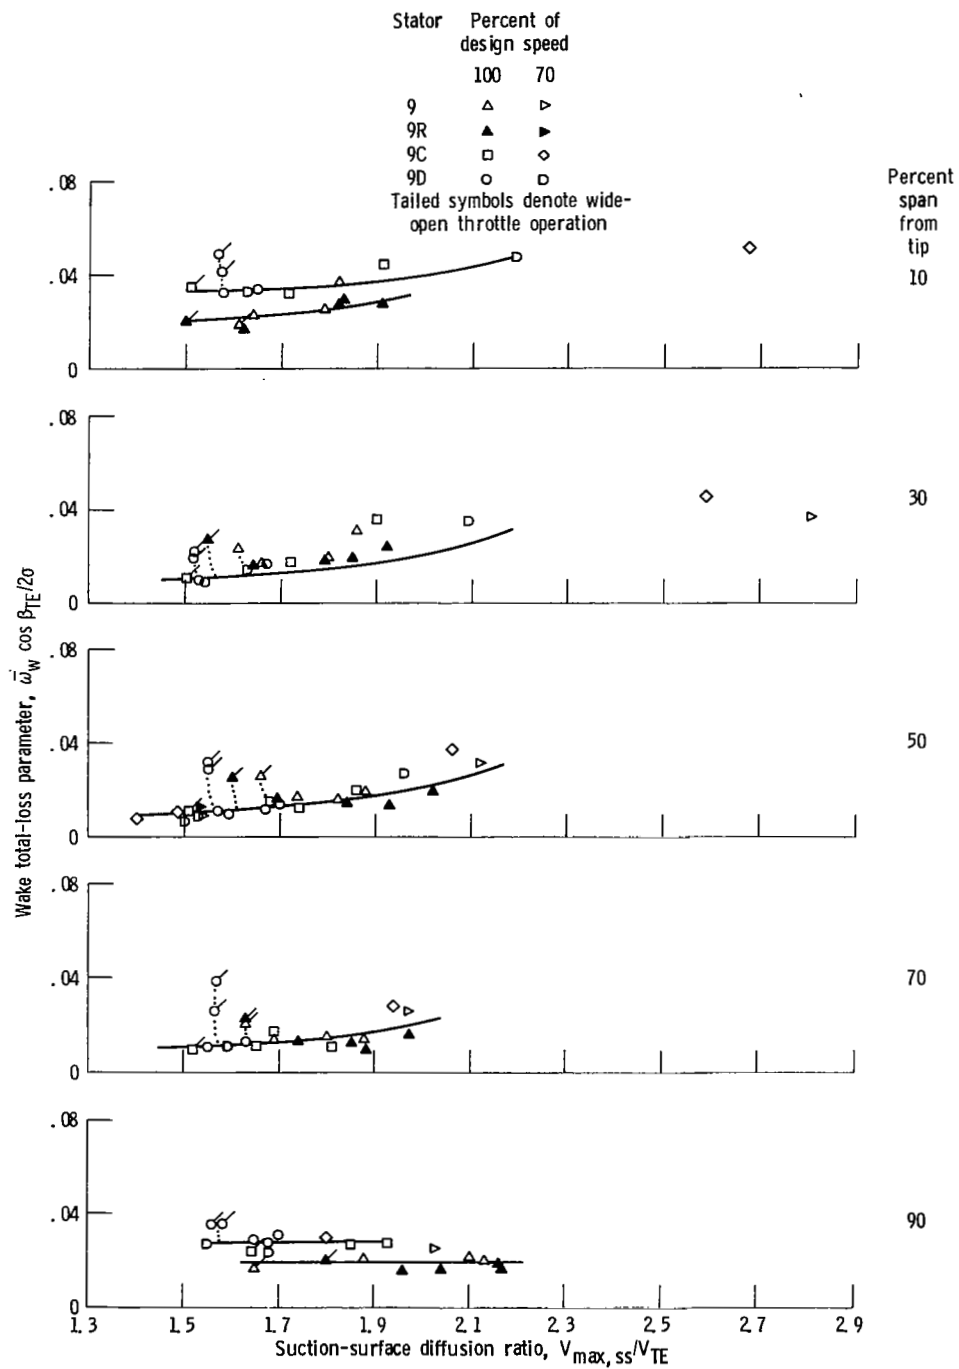 Stator Percent of
design speed
100 70
9
9R
9C
9D
Tailed symbols denote wide-
open throttle operation
Percent
span
from
tip
.08
.04
0
10
.08
.04
0
30
.08
.04
0
50
.08
.04
0
70
.08
.04
0
90
1.3 1.5 1.7 1.9 2.1 2.3 2.5 2.7 2.9
Suction-surface diffusion ratio, Vmax, ss/VTE
Wake total-loss parameter, ω̄w cos βTE/2σ